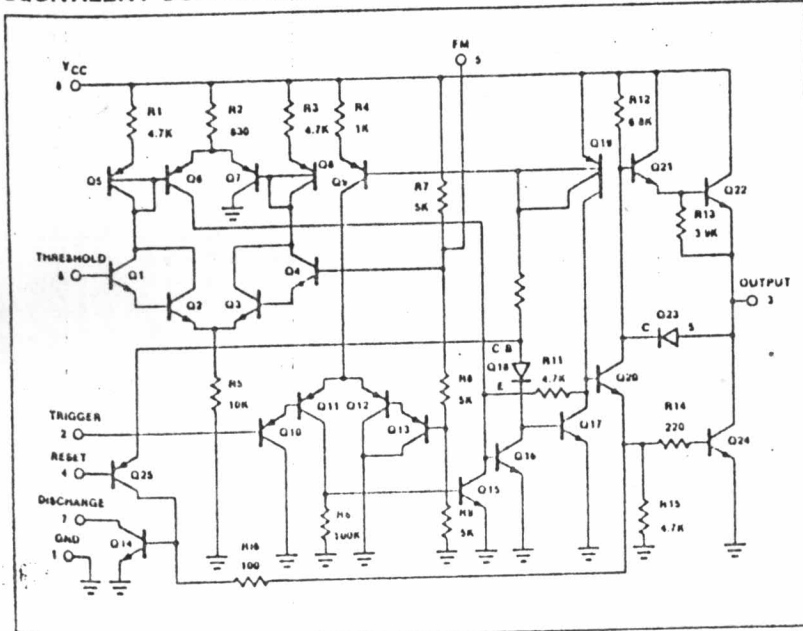 FM
5
VCC
8
R1
4.7K
R2
830
R3
4.7K
R4
1K
R12
6.8K
Q19
Q5
Q6
Q7
Q8
Q9
Q21
Q22
R7
5K
R13
3.9K
THRESHOLD
6
Q1
Q2
Q3
Q4
OUTPUT
3
Q23
C
C B
Q18
E
R11
4.7K
Q20
R5
10K
R8
5K
R14
220
TRIGGER
2
Q10
Q11
Q12
Q13
Q16
Q17
Q24
RESET
4
Q25
Q15
DISCHARGE
7
Q14
R6
100K
R9
5K
R15
4.7K
GND
1
R16
100